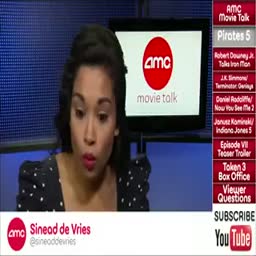 amc
movie talk
AMC
Movie Talk
Pirates 5
Robert Downey Jr.
Talks Iron Man
J.K. Simmons/
Terminator: Genisys
Daniel Radcliffe/
Now You See Me 2
Janusz Kaminski/
Indiana Jones 5
Episode VII
Teaser Trailer
Taken 3
Box Office
Viewer
Questions
amc
Sinead de Vries
@sineaddevries
SUBSCRIBE
YouTube